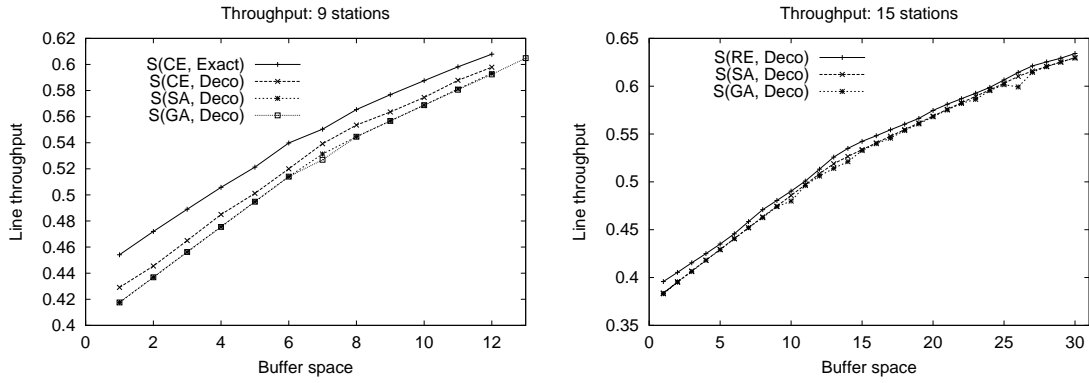 Throughput: 9 stations
Line throughput
0.62
0.6
0.58
0.56
0.54
0.52
0.5
0.48
0.46
0.44
0.42
0.4
S(CE, Exact)
S(CE, Deco)
S(SA, Deco)
S(GA, Deco)
0 2 4 6 8 10 12
Buffer space
Throughput: 15 stations
Line throughput
0.65
0.6
0.55
0.5
0.45
0.4
0.35
S(RE, Deco)
S(SA, Deco)
S(GA, Deco)
0 5 10 15 20 25 30
Buffer space